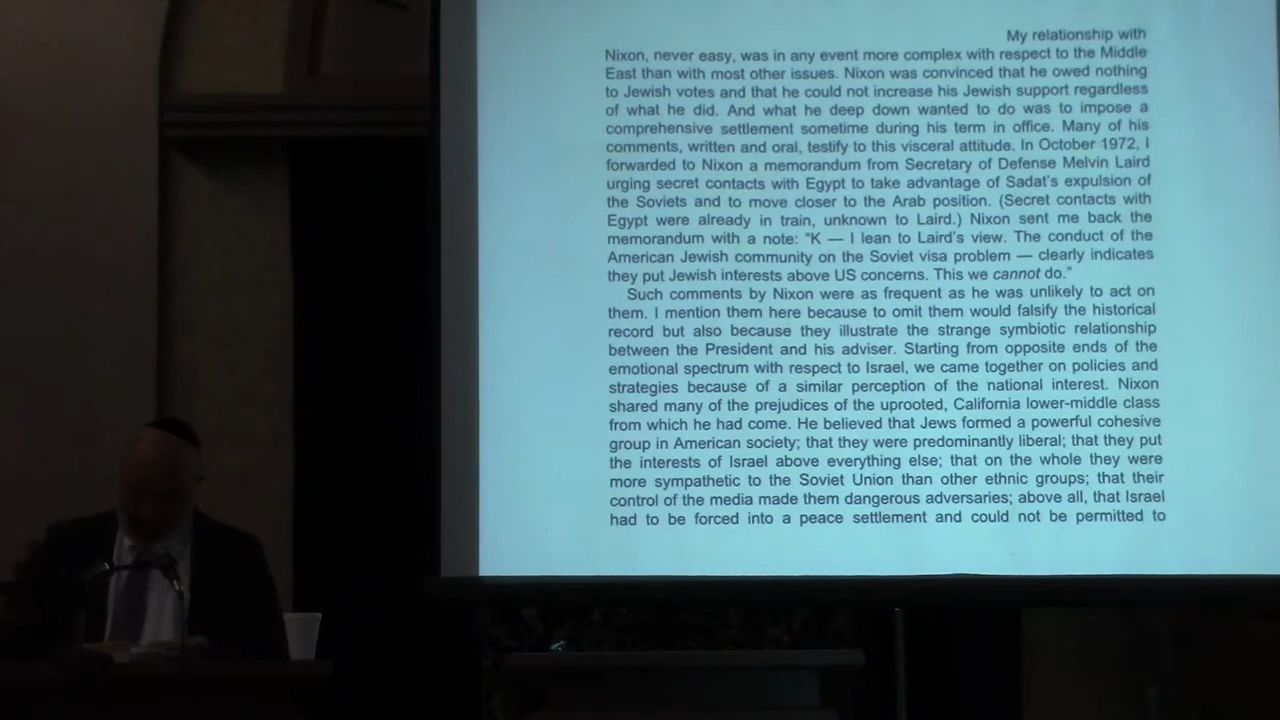 My relationship with
Nixon, never easy, was in any event more complex with respect to the Middle
East than with most other issues. Nixon was convinced that he owed nothing
to Jewish votes and that he could not increase his Jewish support regardless
of what he did. And what he deep down wanted to do was to impose a
comprehensive settlement sometime during his term in office. Many of his
comments, written and oral, testify to this visceral attitude. In October 1972, I
forwarded to Nixon a memorandum from Secretary of Defense Melvin Laird
urging secret contacts with Egypt to take advantage of Sadat's expulsion of
the Soviets and to move closer to the Arab position. (Secret contacts with
Egypt were already in train, unknown to Laird.) Nixon sent me back the
memorandum with a note: “K — I lean to Laird's view. The conduct of the
American Jewish community on the Soviet visa problem — clearly indicates
they put Jewish interests above US concerns. This we cannot do.”
Such comments by Nixon were as frequent as he was unlikely to act on
them. I mention them here because to omit them would falsify the historical
record but also because they illustrate the strange symbiotic relationship
between the President and his adviser. Starting from opposite ends of the
emotional spectrum with respect to Israel, we came together on policies and
strategies because of a similar perception of the national interest. Nixon
shared many of the prejudices of the uprooted, California lower-middle class
from which he had come. He believed that Jews formed a powerful cohesive
group in American society; that they were predominantly liberal; that they put
the interests of Israel above everything else; that on the whole they were
more sympathetic to the Soviet Union than other ethnic groups; that their
control of the media made them dangerous adversaries; above all, that Israel
had to be forced into a peace settlement and could not be permitted to